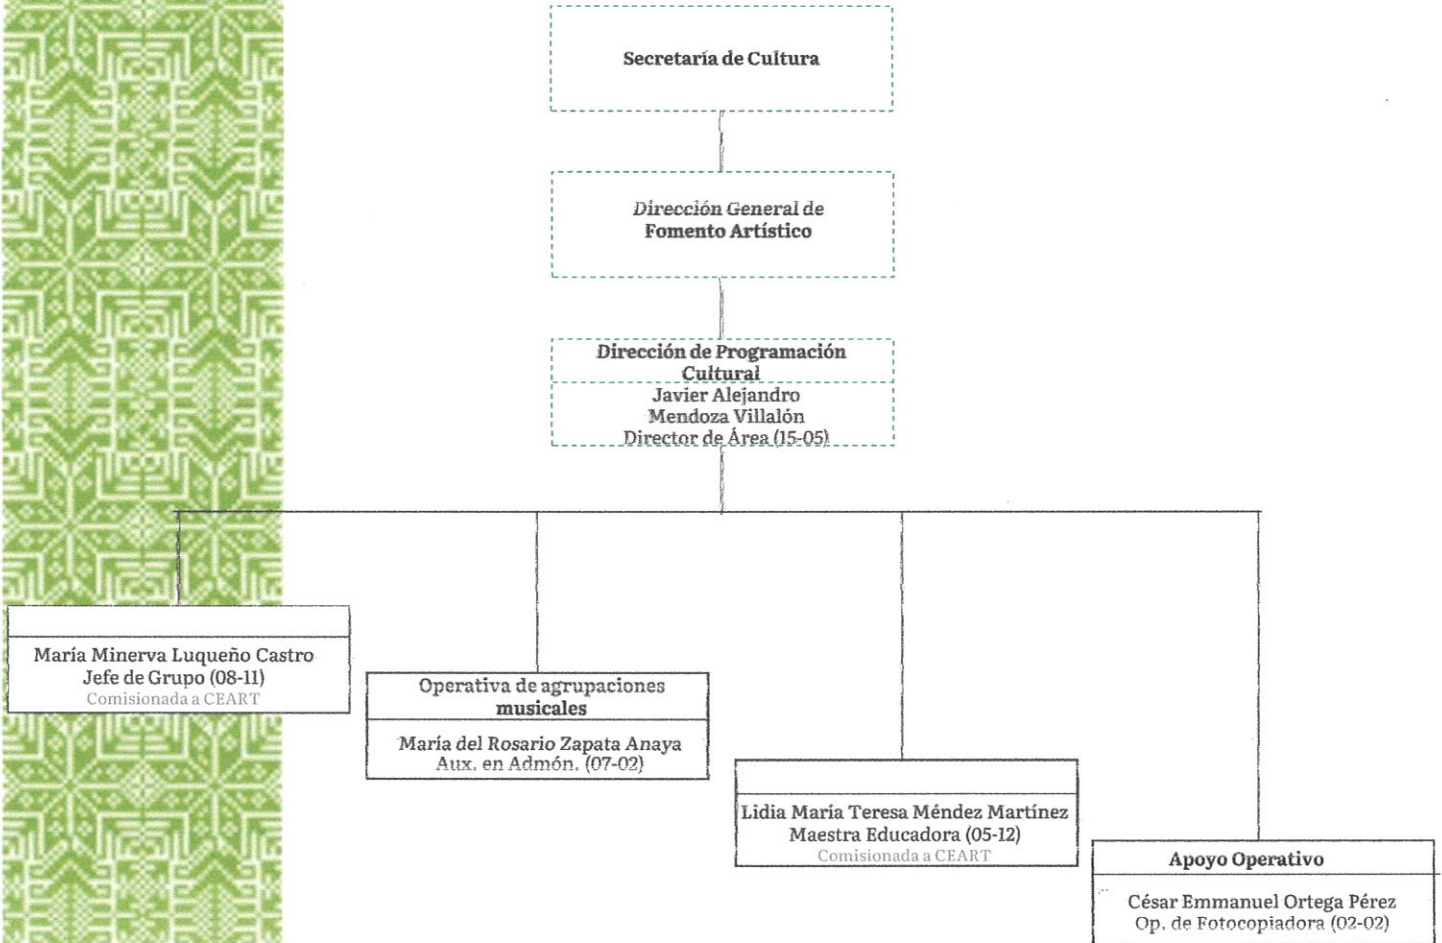 Secretaría de Cultura
Dirección General de
Fomento Artístico
Dirección de Programación
Cultural
Javier Alejandro
Mendoza Villalón
Director de Área (15-05)
María Minerva Luqueño Castro
Jefe de Grupo (08-11)
Comisionada a CEART
Operativa de agrupaciones
musicales
María del Rosario Zapata Anaya
Aux. en Admón. (07-02)
Lidia María Teresa Méndez Martínez
Maestra Educadora (05-12)
Comisionada a CEART
Apoyo Operativo
César Emmanuel Ortega Pérez
Op. de Fotocopiadora (02-02)